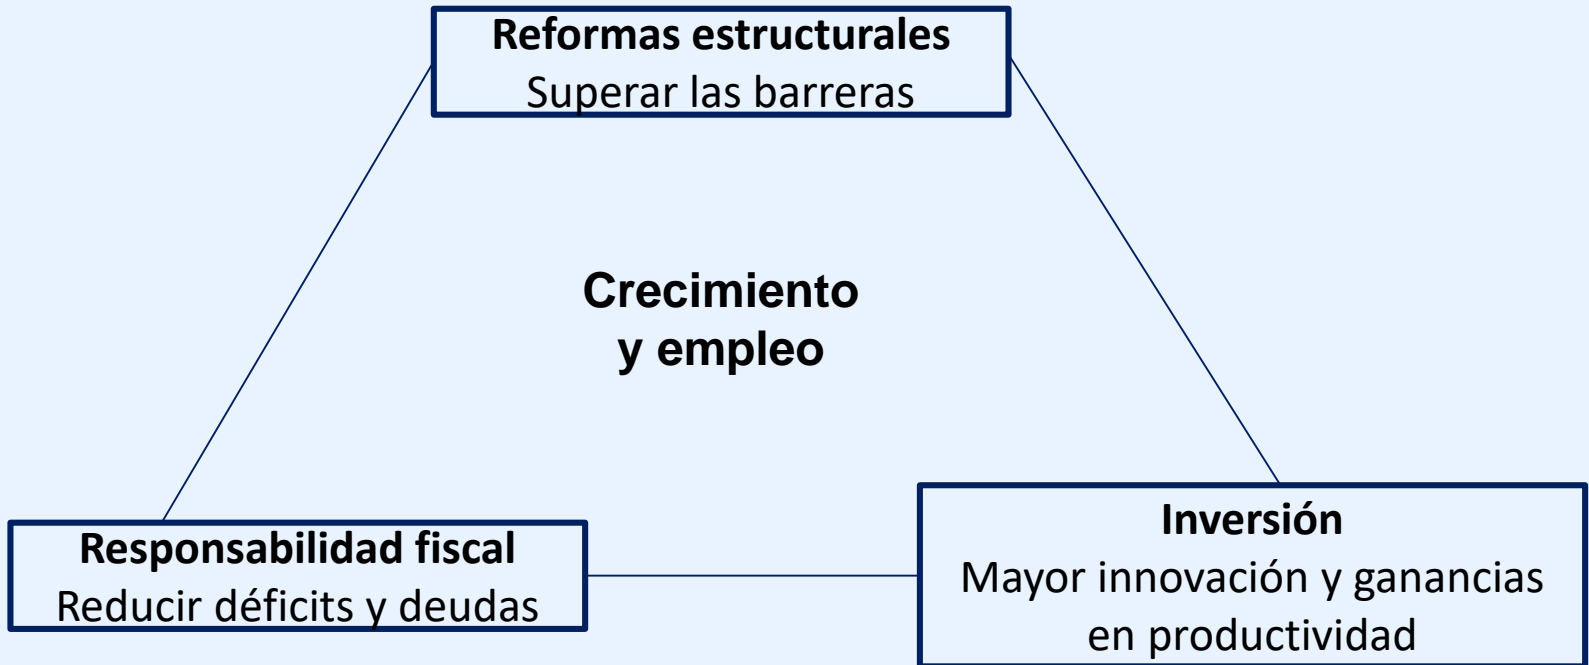 Reformas estructurales
Superar las barreras
Crecimiento
y empleo
Responsabilidad fiscal
Reducir déficits y deudas
Inversión
Mayor innovación y ganancias
en productividad